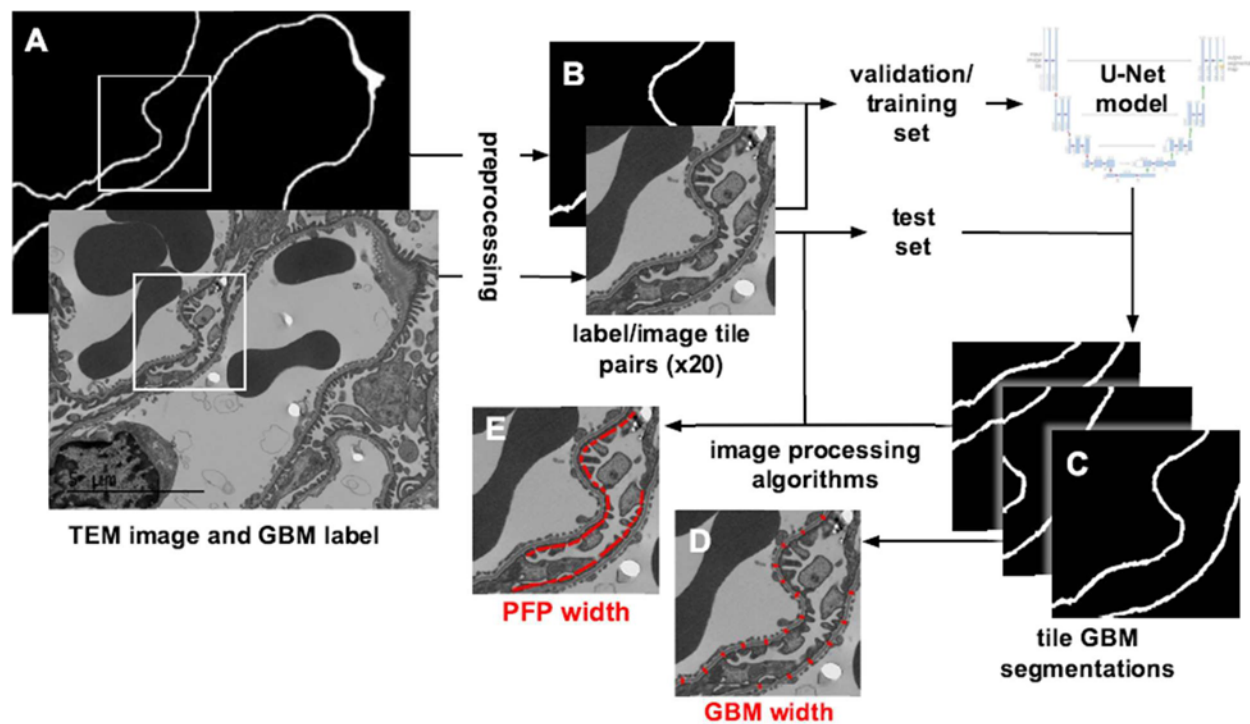 A
B
validation/
training
set
U-Net
model
preprocessing
test
set
label/image tile
pairs (x20)
E
image processing
algorithms
C
D
TEM image and GBM label
PFP width
GBM width
tile GBM
segmentations